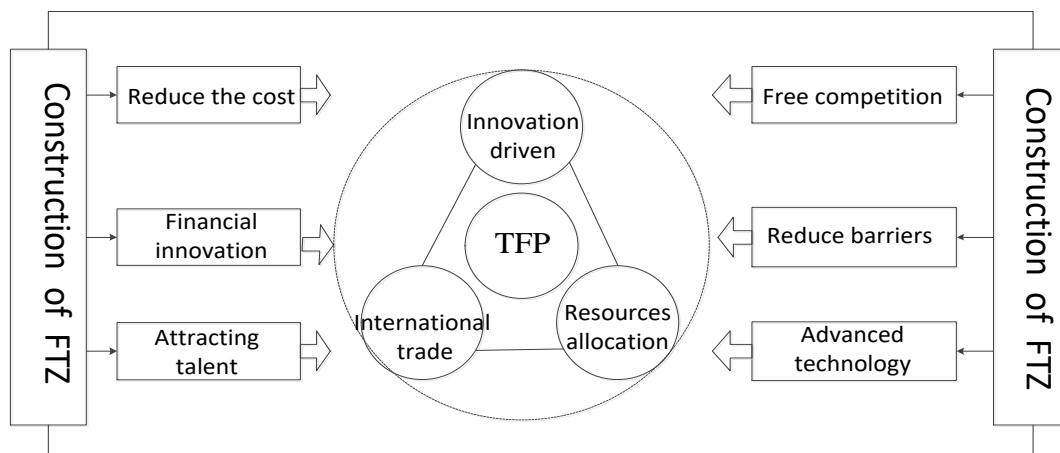 Construction of FTZ
Reduce the cost
Financial
innovation
Attracting
talent
Innovation
driven
TFP
International
trade
Resources
allocation
Free competition
Reduce barriers
Advanced
technology
Construction of FTZ